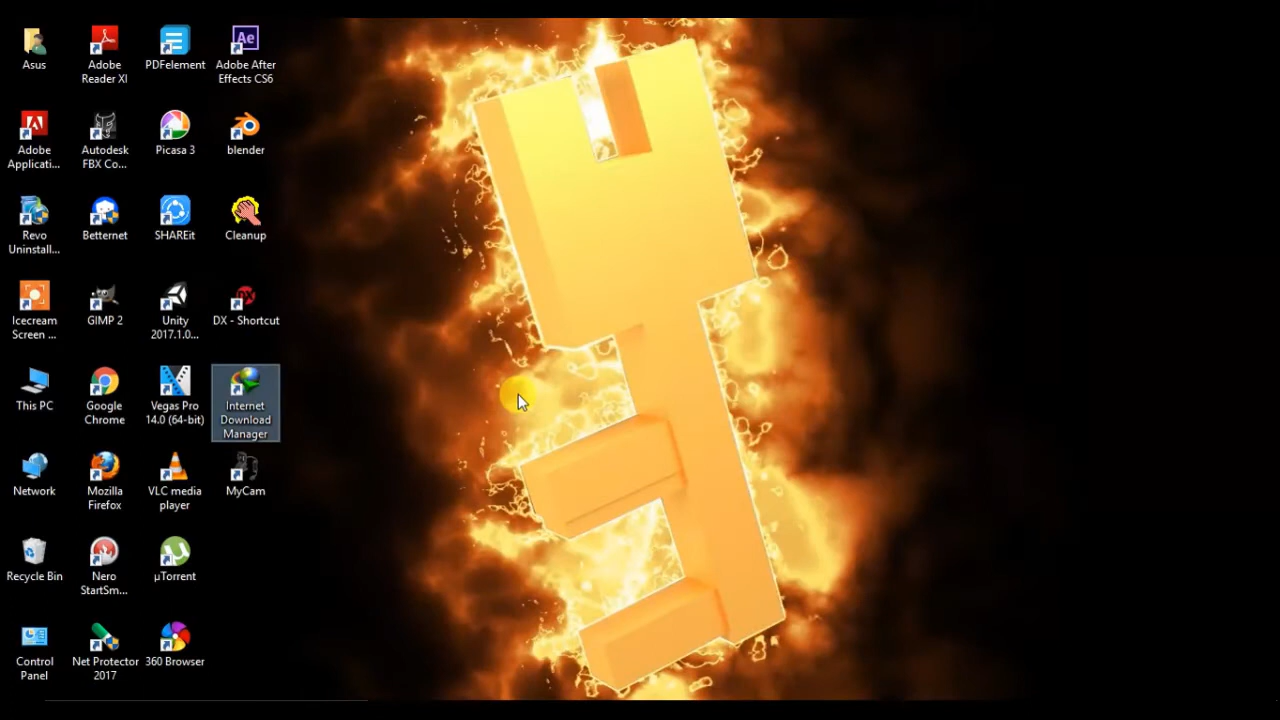 Asus
Adobe
Reader XI
PDFelement
Adobe After
Effects CS6
Adobe
Applicati...
Autodesk
FBX Co...
Picasa 3
blender
Revo
Uninstall...
Betternet
SHAREit
Cleanup
Icecream
Screen ...
GIMP 2
Unity
2017.1.0...
DX - Shortcut
This PC
Google
Chrome
Vegas Pro
14.0 (64-bit)
Internet
Download
Manager
Network
Mozilla
Firefox
VLC media
player
MyCam
Recycle Bin
Nero
StartSm...
µTorrent
Control
Panel
Net Protector
2017
360 Browser